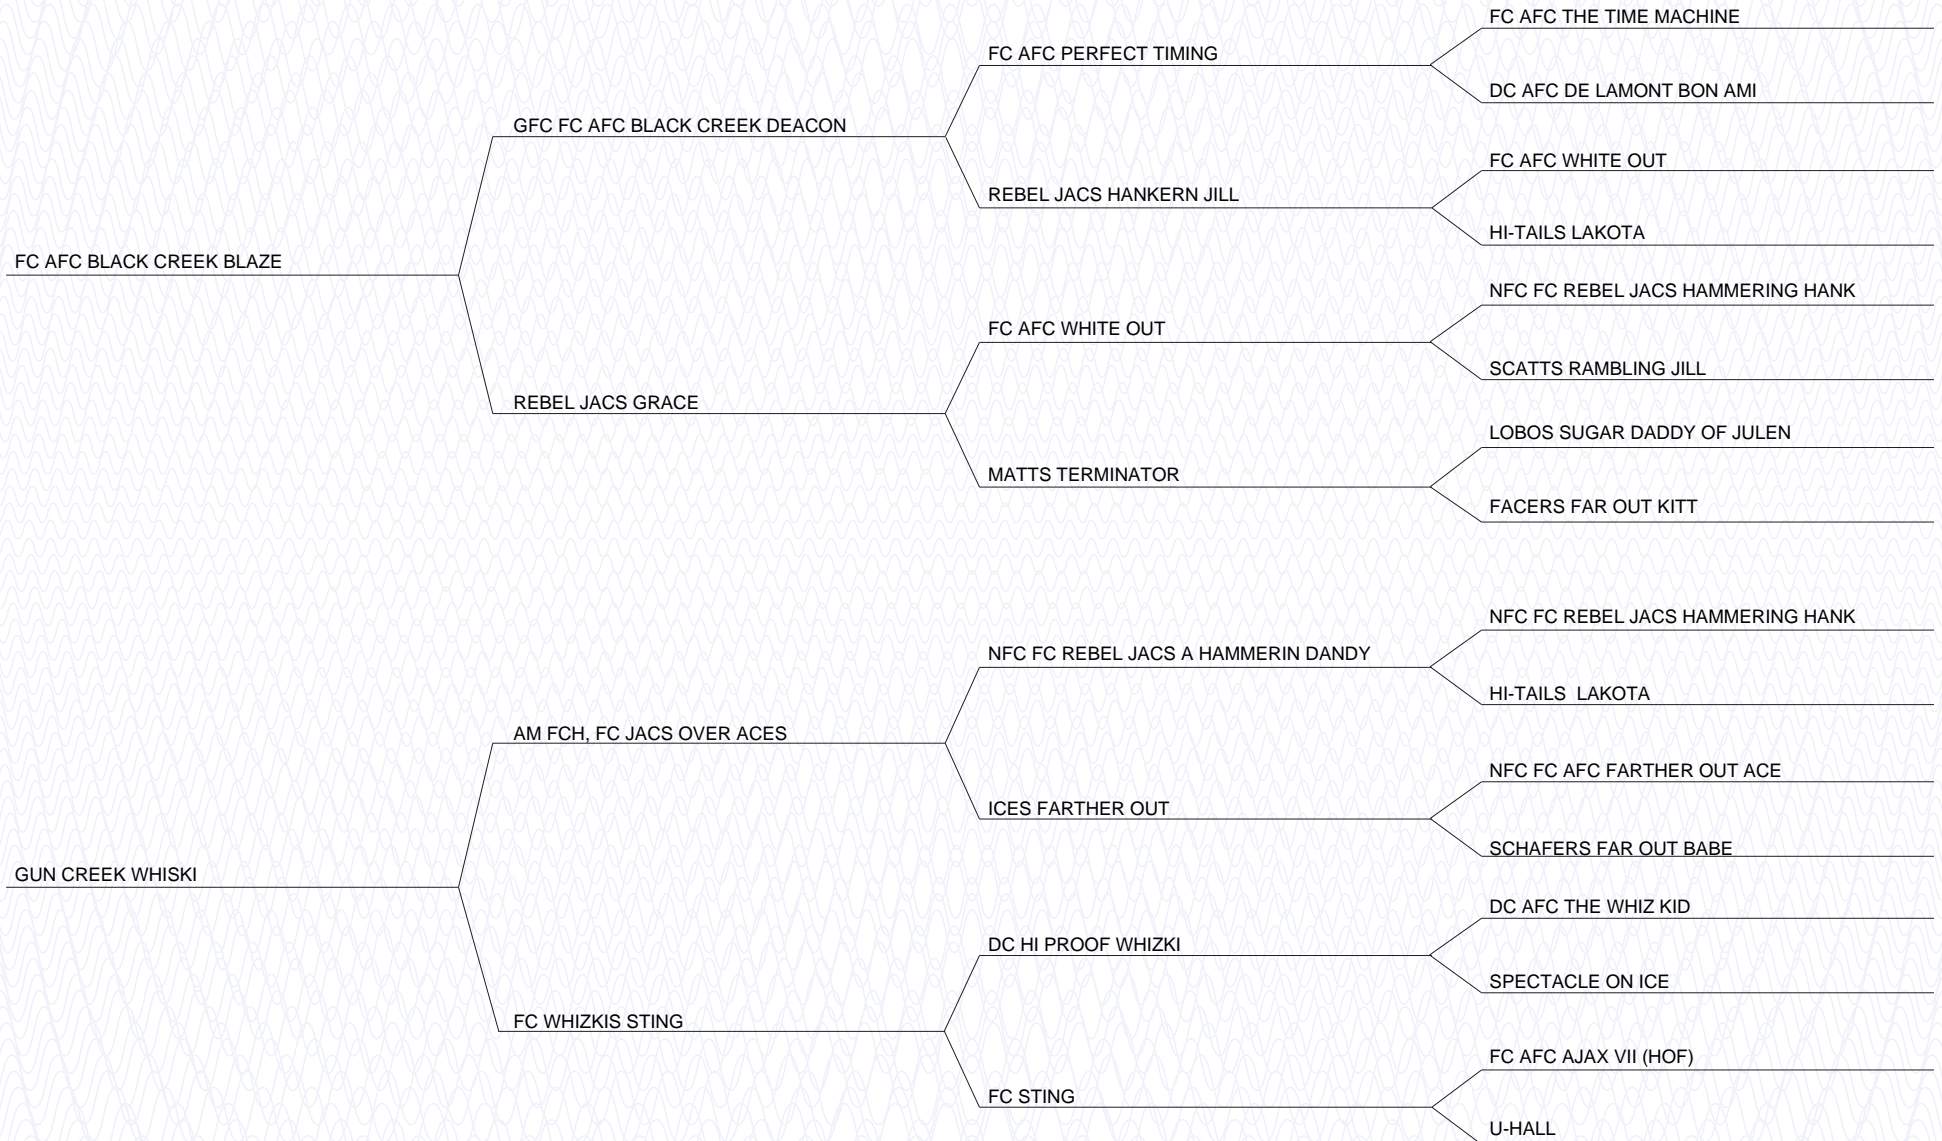 FC AFC THE TIME MACHINE
FC AFC PERFECT TIMING
DC AFC DE LAMONT BON AMI
GFC FC AFC BLACK CREEK DEACON
FC AFC WHITE OUT
REBEL JACS HANKERN JILL
HI-TAILS LAKOTA
FC AFC BLACK CREEK BLAZE
NFC FC REBEL JACS HAMMERING HANK
FC AFC WHITE OUT
SCATTS RAMBLING JILL
REBEL JACS GRACE
LOBOS SUGAR DADDY OF JULEN
MATTS TERMINATOR
FACERS FAR OUT KITT
NFC FC REBEL JACS HAMMERING HANK
NFC FC REBEL JACS A HAMMERIN DANDY
HI-TAILS  LAKOTA
AM FCH, FC JACS OVER ACES
NFC FC AFC FARTHER OUT ACE
ICES FARTHER OUT
SCHAFERS FAR OUT BABE
GUN CREEK WHISKI
DC AFC THE WHIZ KID
DC HI PROOF WHIZKI
SPECTACLE ON ICE
FC WHIZKIS STING
FC AFC AJAX VII (HOF)
FC STING
U-HALL